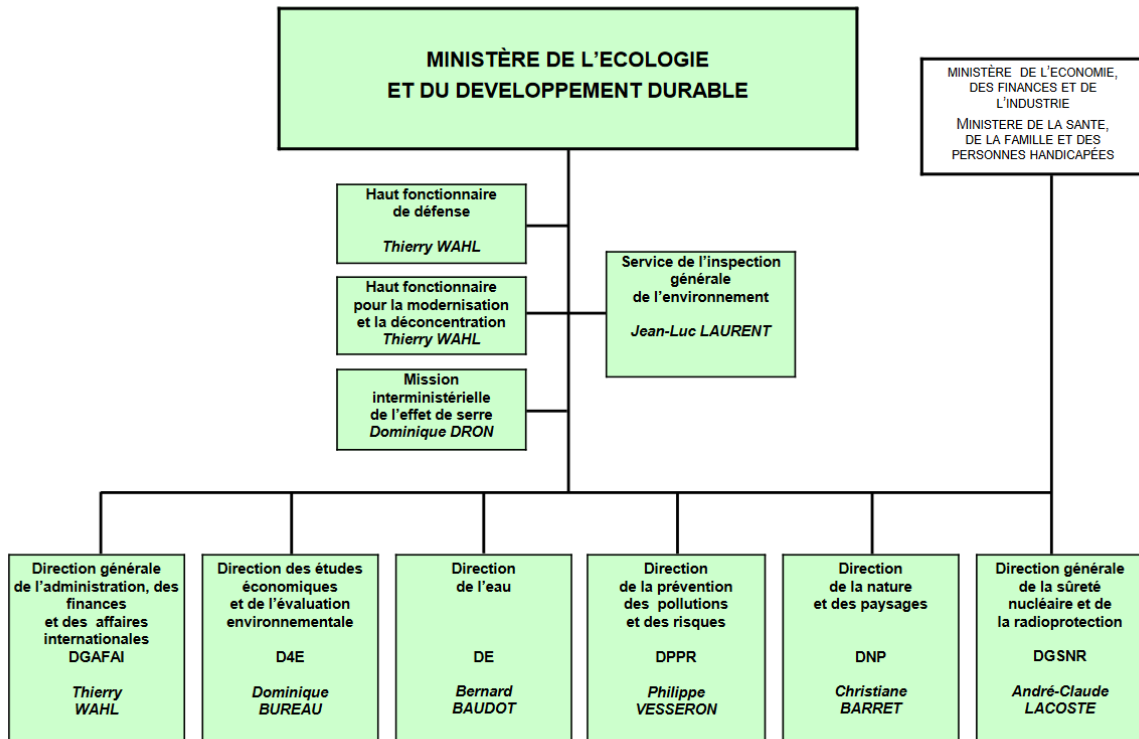 MINISTÈRE DE L'ECOLOGIE
ET DU DEVELOPPEMENT DURABLE
MINISTÈRE DE L'ECONOMIE,
DES FINANCES ET DE
L'INDUSTRIE
MINISTERE DE LA SANTE,
DE LA FAMILLE ET DES
PERSONNES HANDICAPÉES
Haut fonctionnaire
de défense
Thierry WAHL
Service de l'inspection
générale
de l'environnement
Jean-Luc LAURENT
Haut fonctionnaire
pour la modernisation
et la déconcentration
Thierry WAHL
Mission
interministérielle
de l'effet de serre
Dominique DRON
Direction générale
de l'administration, des
finances
et des affaires
internationales
DGAFAI
Thierry
WAHL
Direction des études
économiques
et de l'évaluation
environnementale
D4E
Dominique
BUREAU
Direction
de l'eau
DE
Bernard
BAUDOT
Direction
de la prévention
des pollutions
et des risques
DPPR
Philippe
VESSERON
Direction
de la nature
et des paysages
DNP
Christiane
BARRET
Direction générale
de la sûreté
nucléaire et de
la radioprotection
DGSNR
André-Claude
LACOSTE